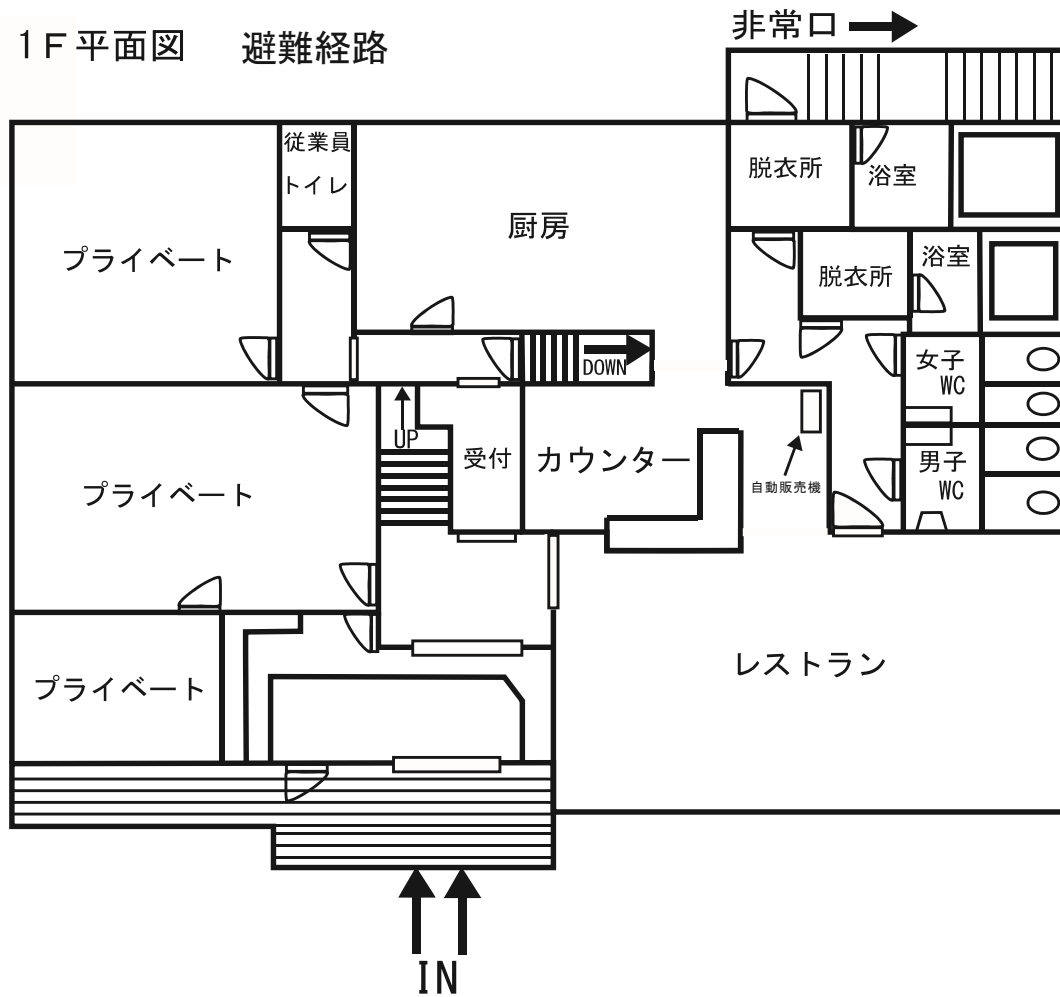 1F平面図 避難経路
非常口
従業員
トイレ
脱衣所
浴室
厨房
プライベート
脱衣所
浴室
DOWN
女子
WC
UP
受付
カウンター
自動販売機
男子
WC
プライベート
レストラン
プライベート
IN